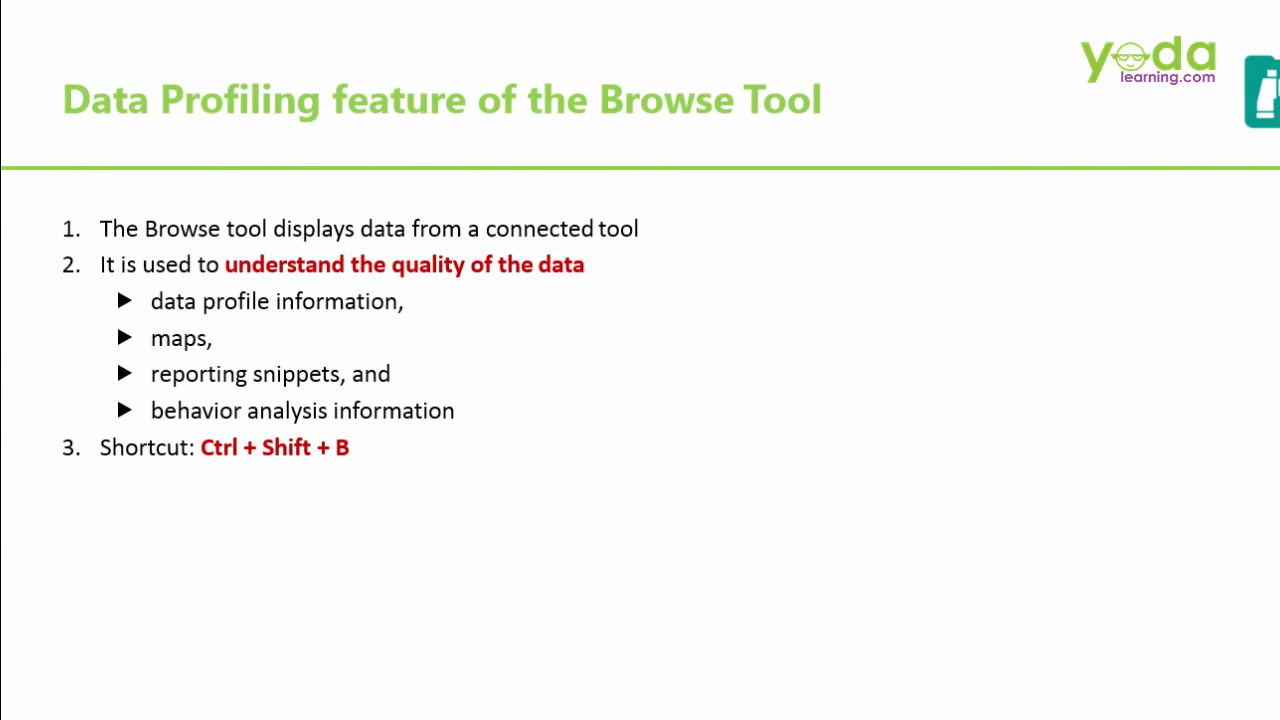 yoda
learning.com
Data Profiling feature of the Browse Tool
1. The Browse tool displays data from a connected tool
2. It is used to understand the quality of the data
▶ data profile information,
▶ maps,
▶ reporting snippets, and
▶ behavior analysis information
3. Shortcut: Ctrl + Shift + B